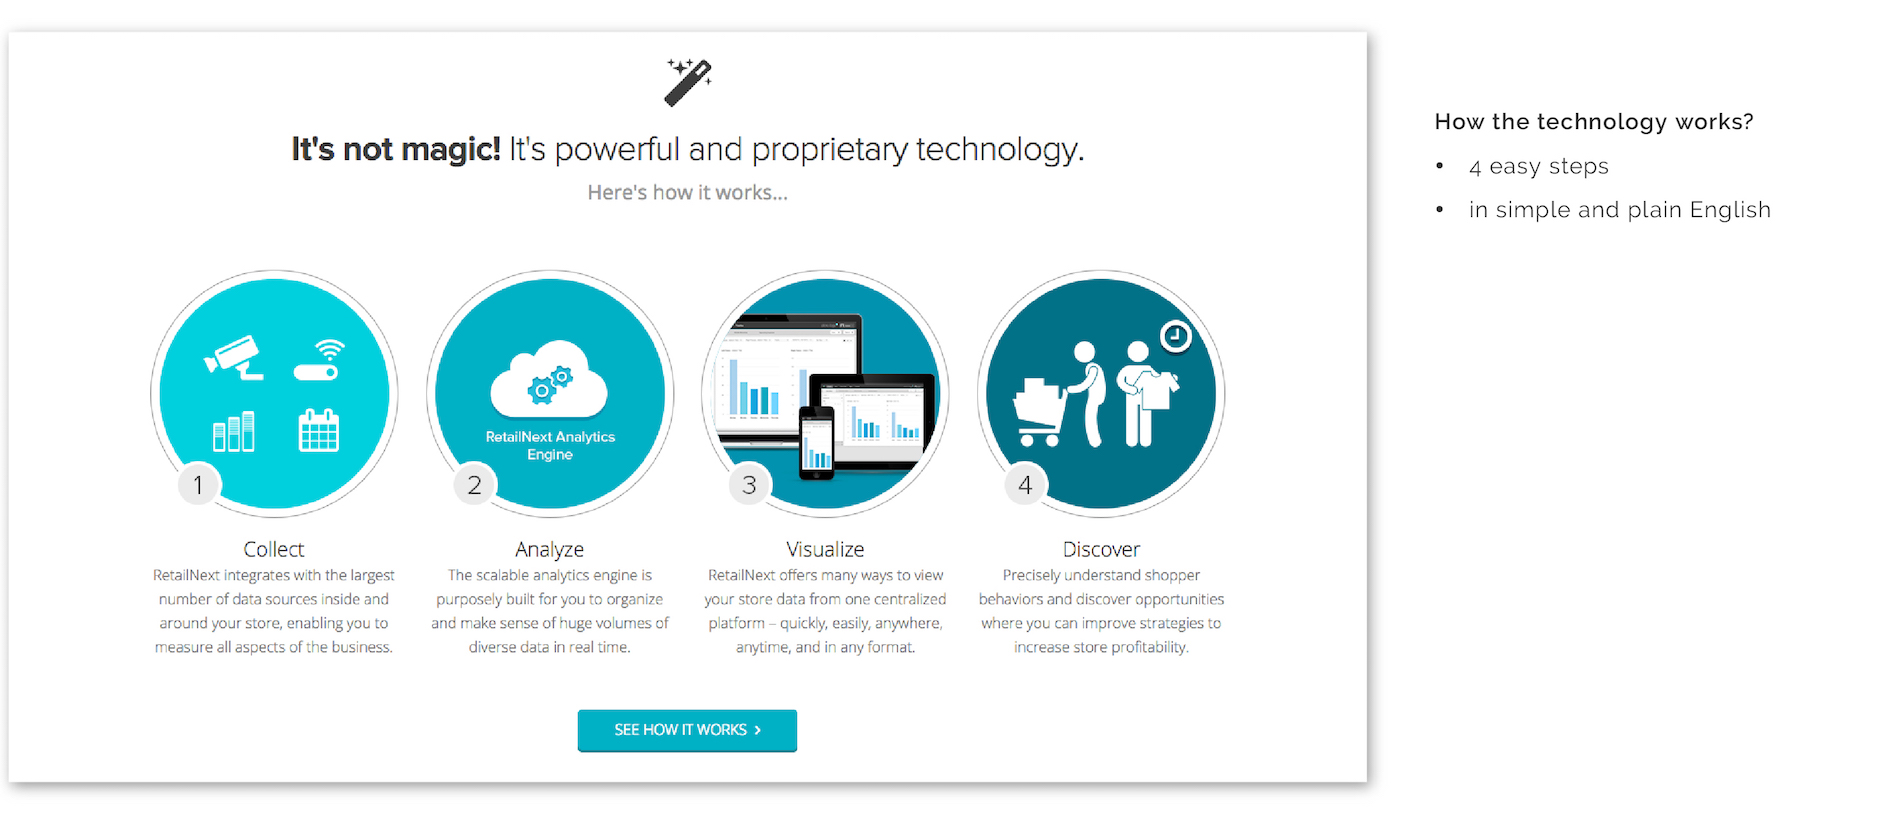 It's not magic! It's powerful and proprietary technology.
Here's how it works...
How the technology works?
• 4 easy steps
• in simple and plain English
RetailNext Analytics
Engine
1
2
3
4
Collect
RetailNext integrates with the largest
number of data sources inside and
around your store, enabling you to
measure all aspects of the business.
Analyze
The scalable analytics engine is
purposely built for you to organize
and make sense of huge volumes of
diverse data in real time.
Visualize
RetailNext offers many ways to view
your store data from one centralized
platform – quickly, easily, anywhere,
anytime, and in any format.
Discover
Precisely understand shopper
behaviors and discover opportunities
where you can improve strategies to
increase store profitability.
SEE HOW IT WORKS ›